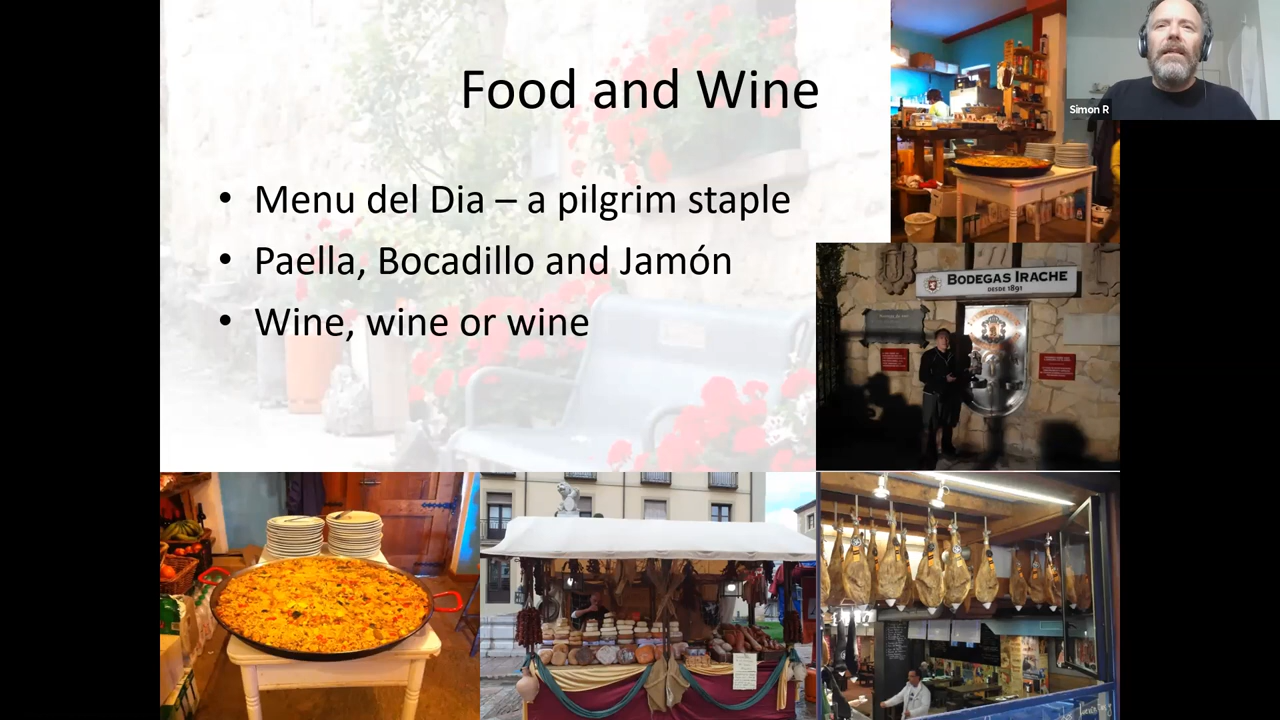 Food and Wine
Simon R
• Menu del Dia – a pilgrim staple
• Paella, Bocadillo and Jamón
• Wine, wine or wine
BODEGAS IRACHE
DESDE 1891